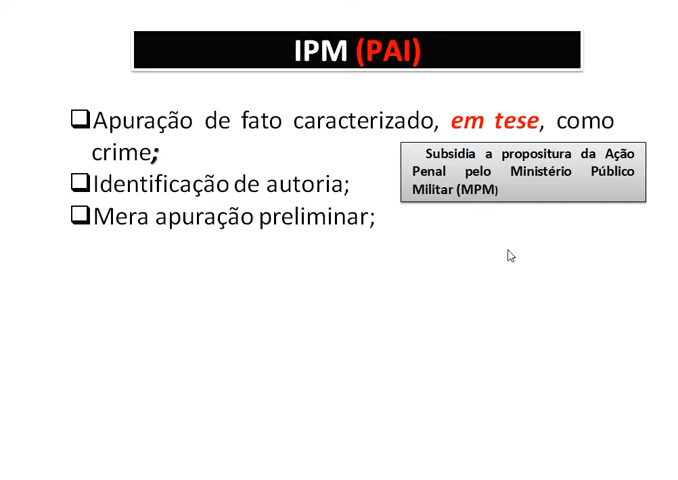 IPM (PAI)
Apuração de fato caracterizado, em tese, como
crime;
Subsidia a propositura da Ação
Penal pelo Ministério Público
Militar (MPM)
Identificação de autoria;
Mera apuração preliminar;